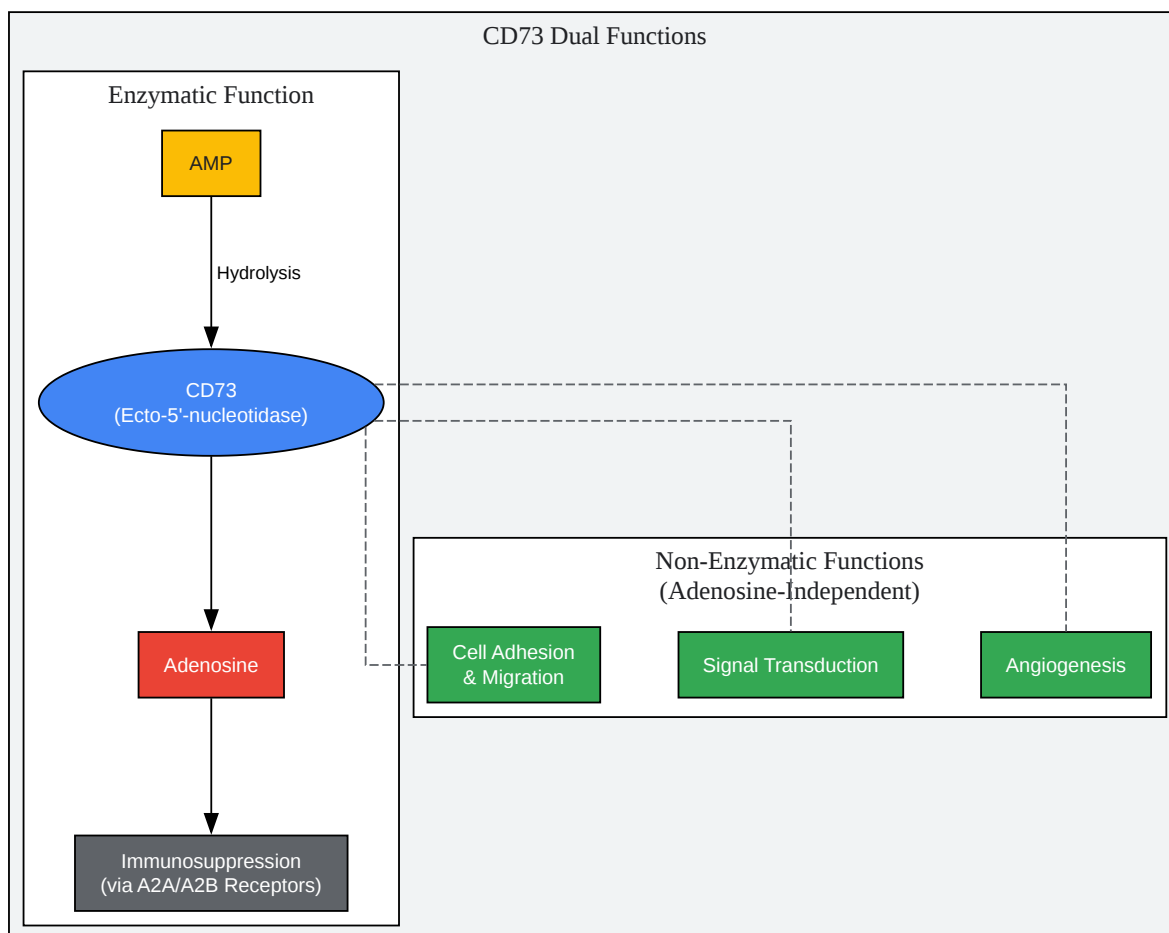 CD73 Dual Functions
Enzymatic Function
AMP
Hydrolysis
CD73
(Ecto-5'-nucleotidase)
Non-Enzymatic Functions
(Adenosine-Independent)
Adenosine
Cell Adhesion
& Migration
Signal Transduction
Angiogenesis
Immunosuppression
(via A2A/A2B Receptors)